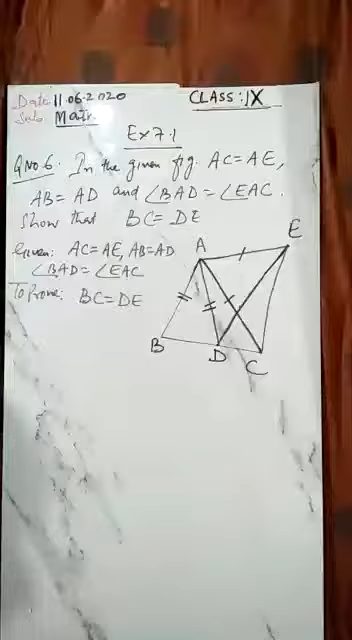 Date: 11.06.2020
CLASS: IX
Sub: Math
Ex 7.1
Q No 6. In the given fig. AC = AE,
AB = AD and ∠BAD = ∠EAC.
Show that BC = DE
Given: AC = AE, AB = AD
∠BAD = ∠EAC
To Prove: BC = DE
A
E
B
D
C